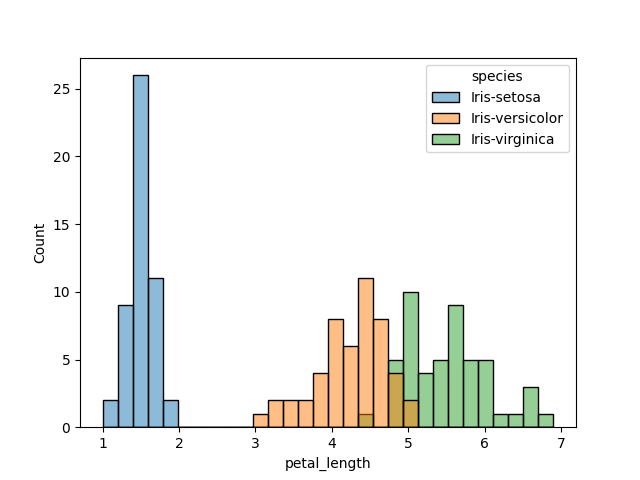 species
Iris-setosa
Iris-versicolor
Iris-virginica
25
20
15
10
5
0
Count
1 2 3 4 5 6 7
petal_length